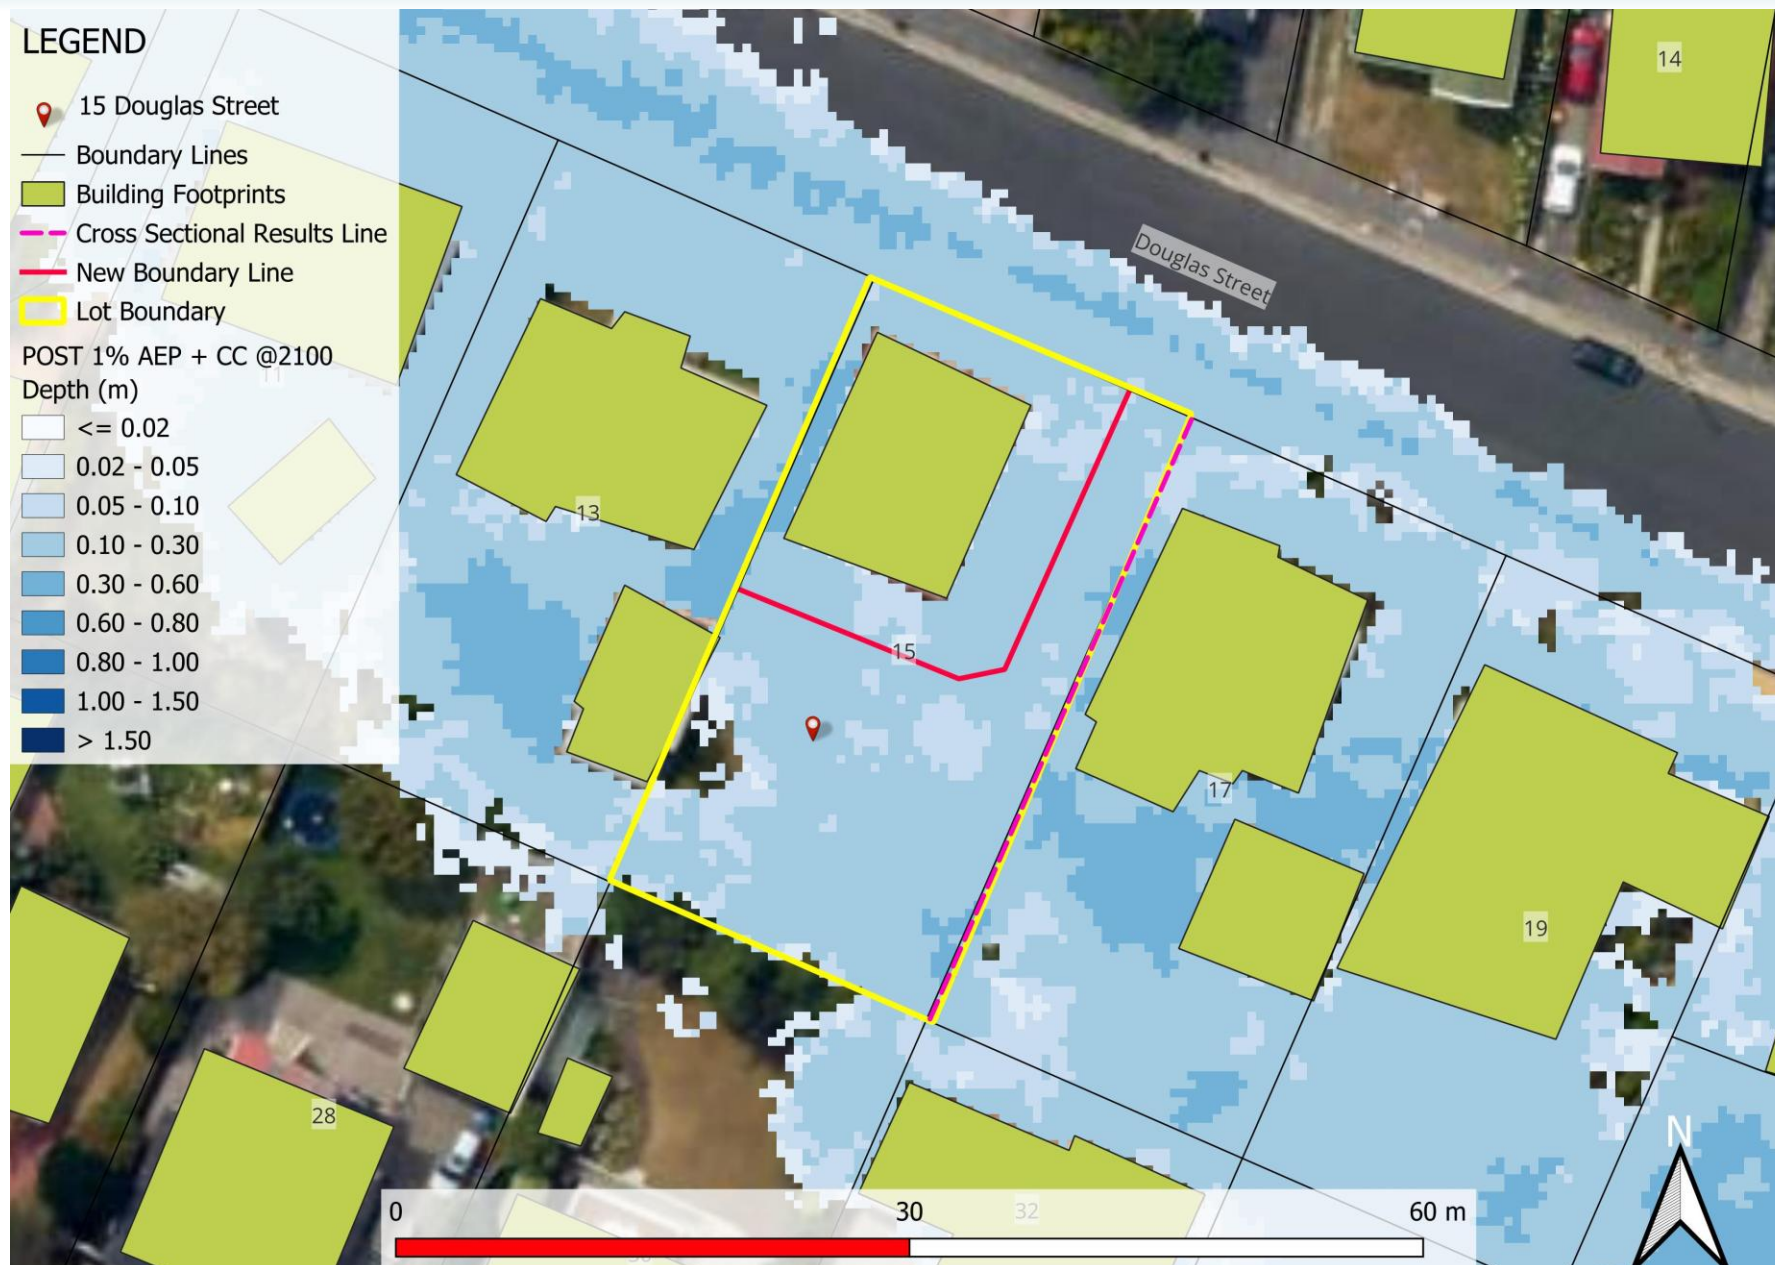 LEGEND
15 Douglas Street
Boundary Lines
Building Footprints
Cross Sectional Results Line
New Boundary Line
Lot Boundary
POST 1% AEP + CC @2100
Depth (m)
<= 0.02
0.02 - 0.05
0.05 - 0.10
0.10 - 0.30
0.30 - 0.60
0.60 - 0.80
0.80 - 1.00
1.00 - 1.50
> 1.50
14
Douglas Street
11
13
15
17
19
28
32
N
0 30 60 m